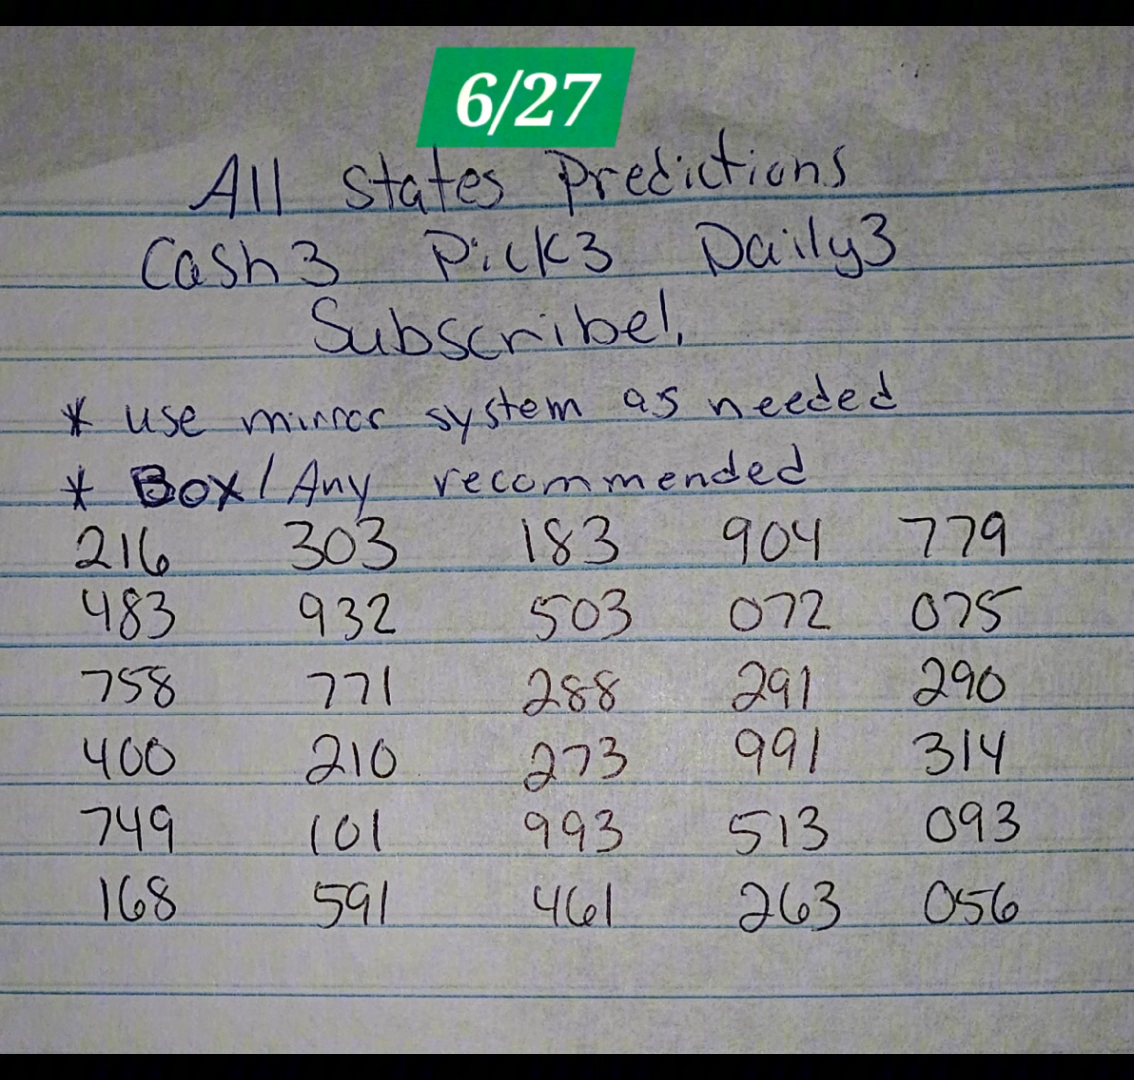 6/27
All states Predictions
Cash3 Pick3 Daily3
Subscribe!
* use mirror system as needed
* Box/Any recommended
216 303 183 904 779
483 932 503 072 075
758 771 288 291 290
400 210 273 991 314
749 101 993 513 093
168 591 461 263 056